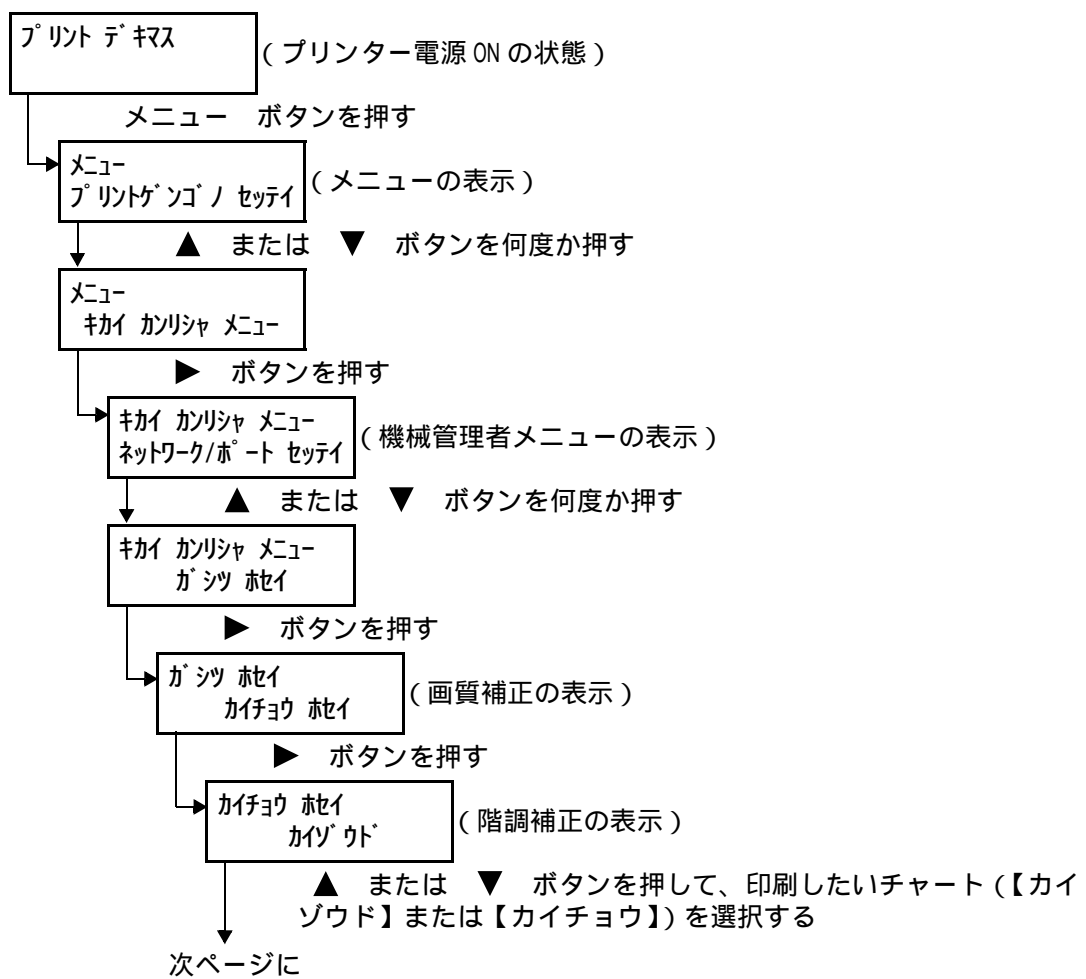 ﾌﾟﾘﾝﾄ ﾃﾞｷﾏｽ
(プリンター電源 ON の状態)
メニュー　ボタンを押す
ﾒﾆｭｰ
ﾌﾟﾘﾝﾄｹﾞﾝｺﾞﾉ ｾｯﾃｲ
(メニューの表示)
▲　または　▼　ボタンを何度か押す
ﾒﾆｭｰ
ｷｶｲ ｶﾝﾘｼｬ ﾒﾆｭｰ
▶　ボタンを押す
ｷｶｲ ｶﾝﾘｼｬ ﾒﾆｭｰ
ﾈｯﾄﾜｰｸ/ﾎﾟｰﾄ ｾｯﾃｲ
(機械管理者メニューの表示)
▲　または　▼　ボタンを何度か押す
ｷｶｲ ｶﾝﾘｼｬ ﾒﾆｭｰ
ｶﾞｼﾂ ﾎｾｲ
▶　ボタンを押す
ｶﾞｼﾂ ﾎｾｲ
ｶｲﾁｮｳ ﾎｾｲ
(画質補正の表示)
▶　ボタンを押す
ｶｲﾁｮｳ ﾎｾｲ
ｶｲｿﾞｳﾄﾞ
(階調補正の表示)
▲　または　▼　ボタンを押して、印刷したいチャート(【カイ
ゾウド】または【カイチョウ】)を選択する
次ページに